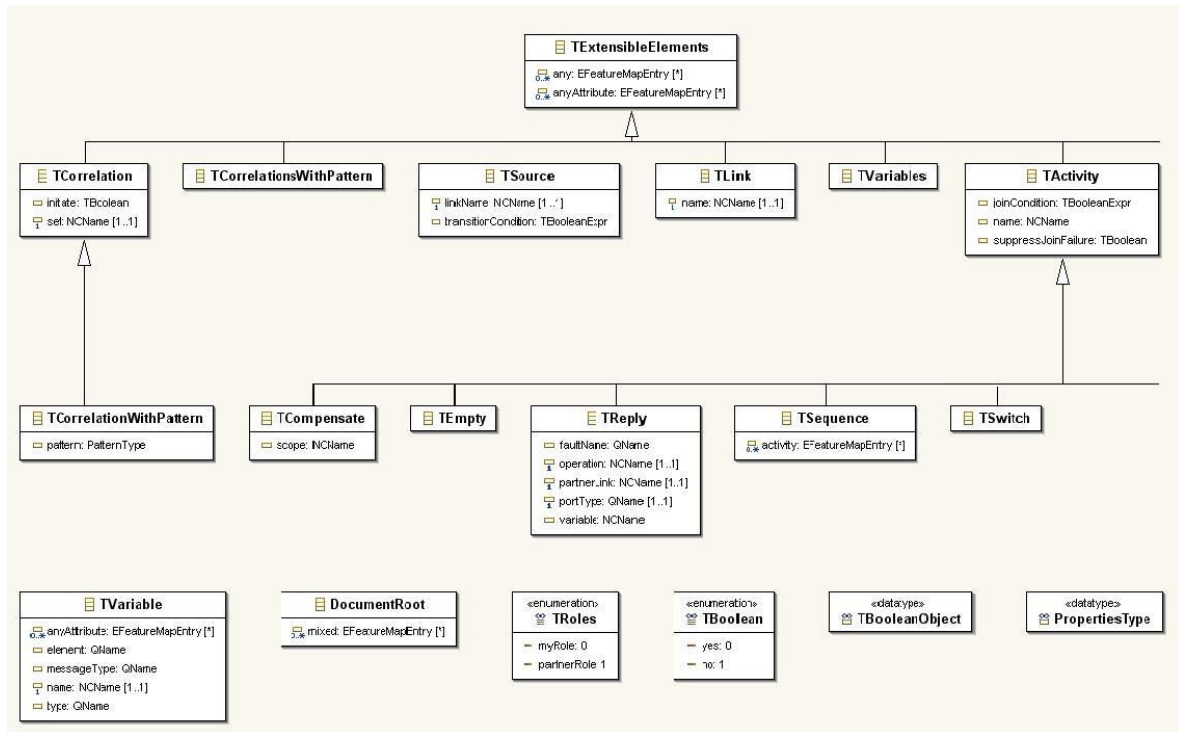 TExtensibleElements
any: EFeatureMapEntry [*]
anyAttribute: EFeatureMapEntry [*]
TCorrelation
initiate: TBoolean
set: NCName [1..1]
TCorrelationsWithPattern
TSource
linkName: NCName [1..1]
transitionCondition: TBooleanExpr
TLink
name: NCName [1..1]
TVariables
TActivity
joinCondition: TBooleanExpr
name: NCName
suppressJoinFailure: TBoolean
TCorrelationWithPattern
pattern: PatternType
TCompensate
scope: NCName
TEmpty
TReply
faultName: QName
operation: NCName [1..1]
partnerLink: NCName [1..1]
portType: QName [1..1]
variable: NCName
TSequence
activity: EFeatureMapEntry [*]
TSwitch
TVariable
anyAttribute: EFeatureMapEntry [*]
element: QName
messageType: QName
name: NCName [1..1]
type: QName
DocumentRoot
mixed: EFeatureMapEntry [*]
«enumeration»
TRoles
myRole: 0
partnerRole 1
«enumeration»
TBoolean
yes: 0
no: 1
«datatype»
TBooleanObject
«datatype»
PropertiesType